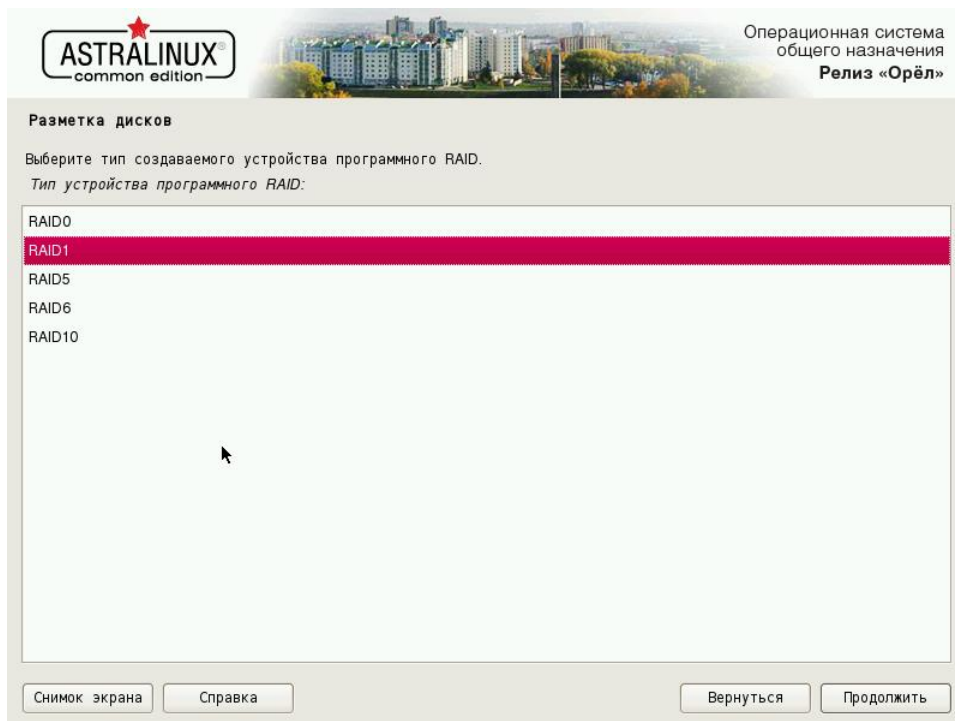 ASTRALINUX®
common edition
Операционная система
общего назначения
Релиз «Орёл»
Разметка дисков
Выберите тип создаваемого устройства программного RAID.
Тип устройства программного RAID:
RAID0
RAID1
RAID5
RAID6
RAID10
Снимок экрана
Справка
Вернуться
Продолжить